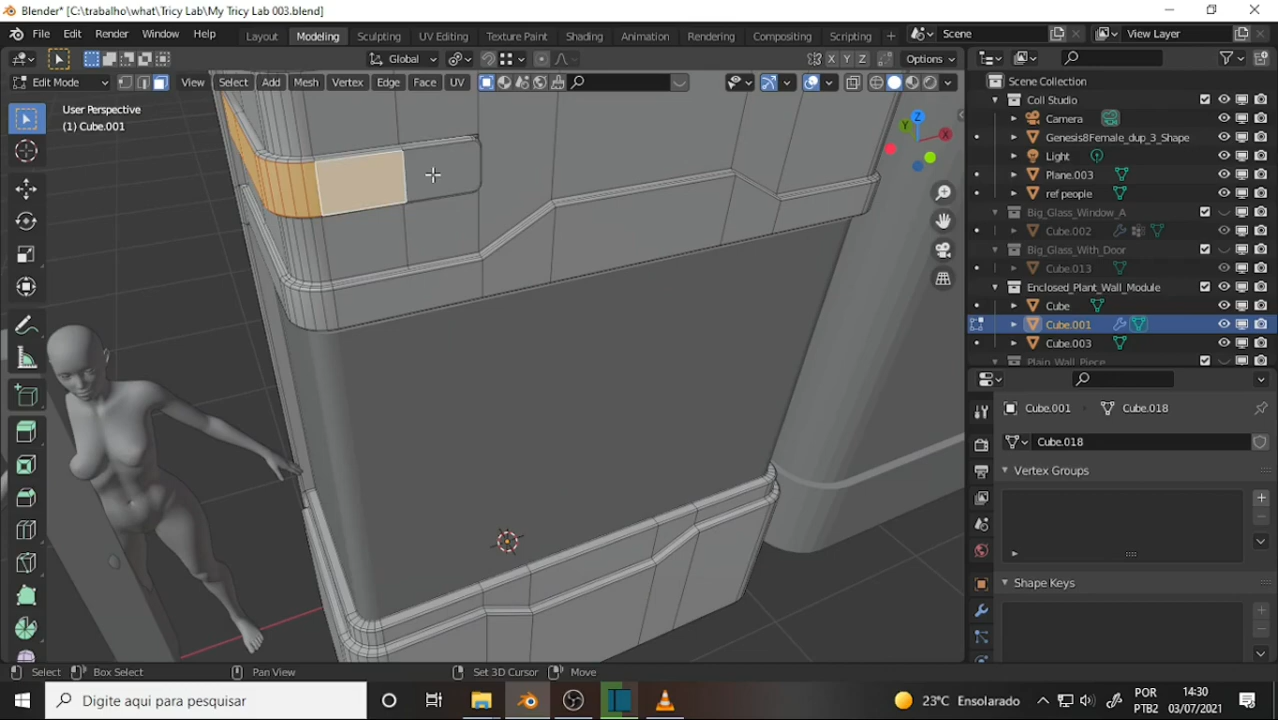 Blender* [C:\trabalho\what\Tricy Lab\My Tricy Lab 003.blend]
File Edit Render Window Help Layout Modeling Sculpting UV Editing Texture Paint Shading Animation Rendering Compositing Scripting + Scene View Layer
Global X Y Z Options
Edit Mode View Select Add Mesh Vertex Edge Face UV
User Perspective
(1) Cube.001
Z
Y
X
Scene Collection
Coll Studio
Camera
Genesis8Female_dup_3_Shape
Light
Plane.003
ref people
Big_Glass_Window_A
Cube.002
Big_Glass_With_Door
Cube.013
Enclosed_Plant_Wall_Module
Cube
Cube.001
Cube.003
Plain_Wall_Piece
Cube.001 Cube.018
Cube.018
Vertex Groups
Shape Keys
Select Box Select Pan View Set 3D Cursor Move
Digite aqui para pesquisar
23°C Ensolarado
POR
PTB2
14:30
03/07/2021